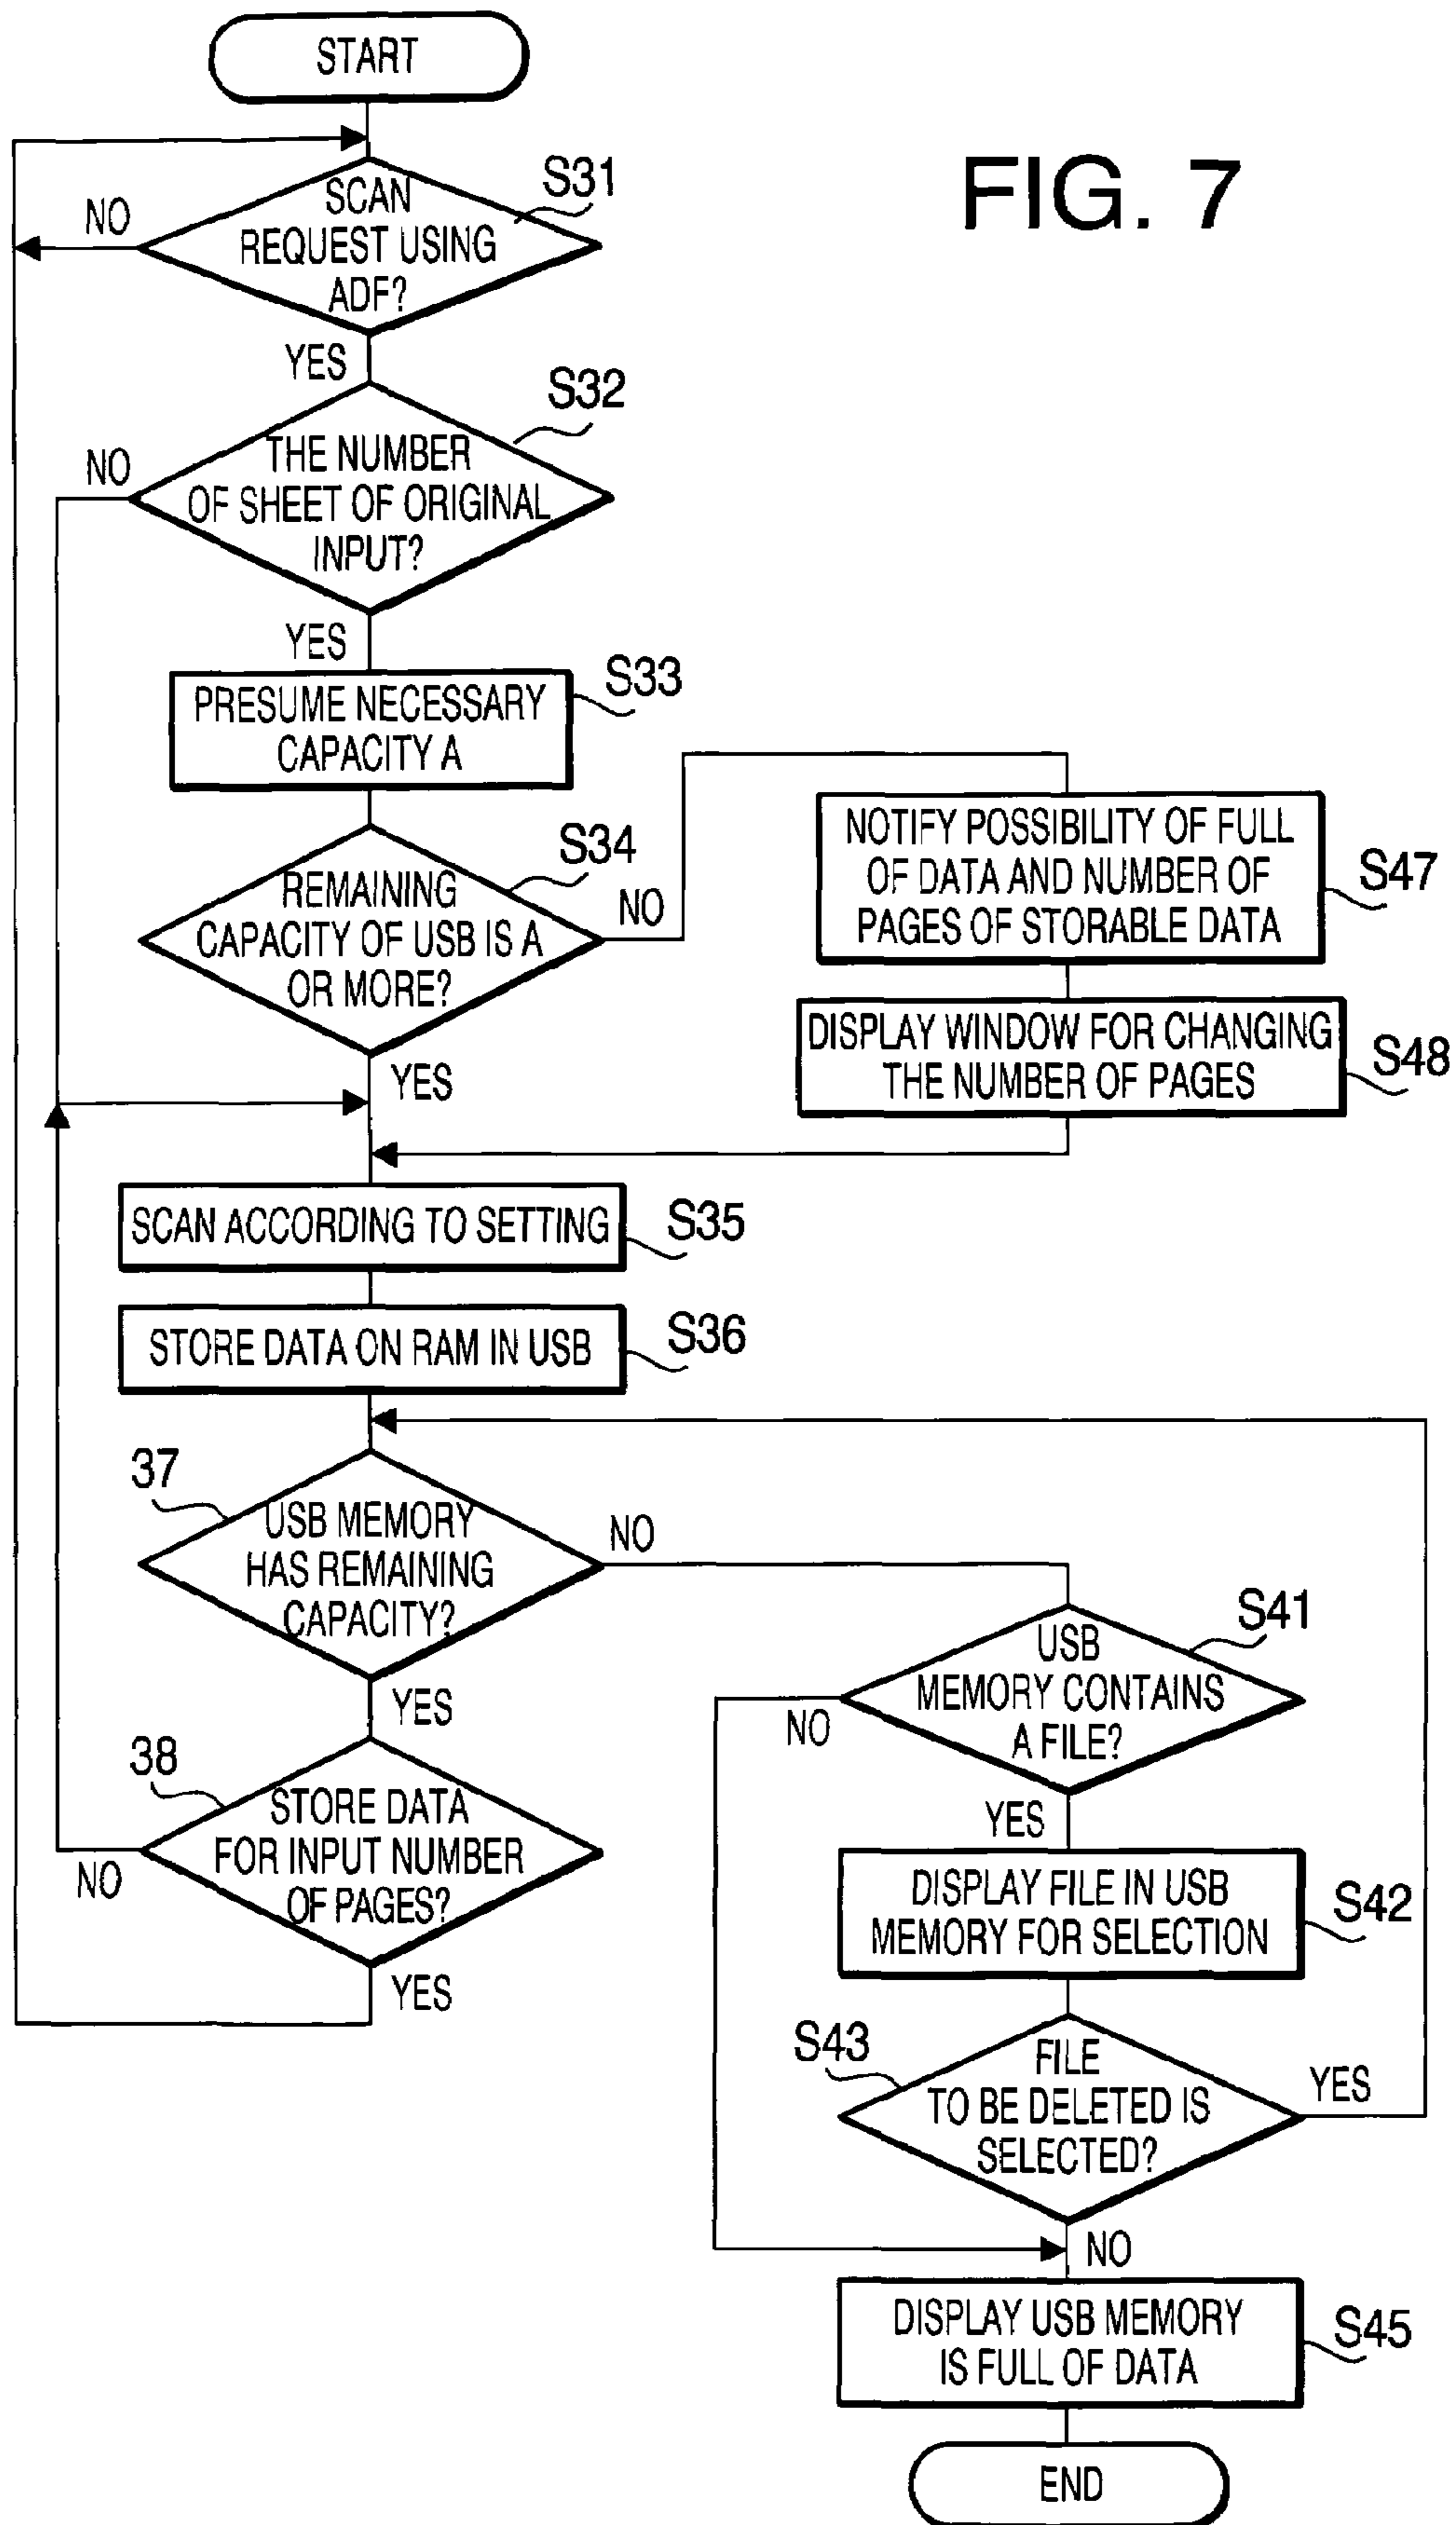 START
FIG. 7
S31
SCAN
REQUEST USING
ADF?
NO
YES
S32
THE NUMBER
OF SHEET OF ORIGINAL
INPUT?
NO
YES
S33
PRESUME NECESSARY
CAPACITY A
S34
REMAINING
CAPACITY OF USB IS A
OR MORE?
NO
YES
NOTIFY POSSIBILITY OF FULL
OF DATA AND NUMBER OF
PAGES OF STORABLE DATA
S47
DISPLAY WINDOW FOR CHANGING
THE NUMBER OF PAGES
S48
SCAN ACCORDING TO SETTING
S35
STORE DATA ON RAM IN USB
S36
37
USB MEMORY
HAS REMAINING
CAPACITY?
NO
YES
38
STORE DATA
FOR INPUT NUMBER
OF PAGES?
NO
YES
S41
USB
MEMORY CONTAINS
A FILE?
NO
YES
DISPLAY FILE IN USB
MEMORY FOR SELECTION
S42
S43
FILE
TO BE DELETED IS
SELECTED?
YES
NO
DISPLAY USB MEMORY
IS FULL OF DATA
S45
END